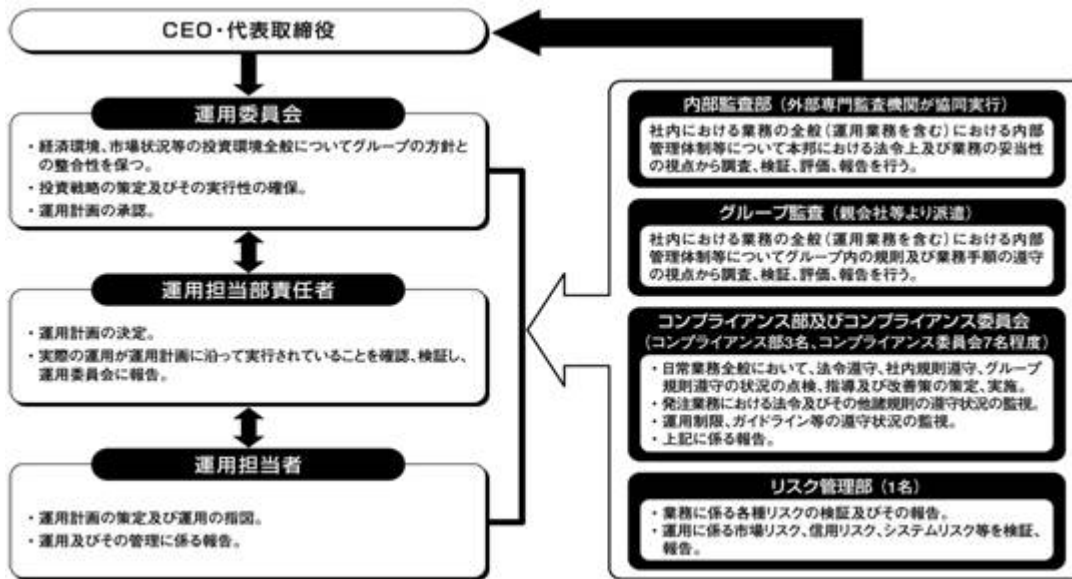 CEO・代表取締役
運用委員会
・経済環境、市場状況等の投資環境全般についてグループの方針と
の整合性を保つ。
・投資戦略の策定及びその実行性の確保。
・運用計画の承認。
運用担当部責任者
・運用計画の決定。
・実際の運用が運用計画に沿って実行されていることを確認、検証し、
運用委員会に報告。
運用担当者
・運用計画の策定及び運用の指図。
・運用及びその管理に係る報告。
内部監査部（外部専門監査機関が協同実行）
社内における業務の全般（運用業務を含む）における内部
管理体制等について本邦における法令上及び業務の妥当性
の視点から調査、検証、評価、報告を行う。
グループ監査（親会社等より派遣）
社内における業務の全般（運用業務を含む）における内部
管理体制等についてグループ内の規則及び業務手順の遵守
の視点から調査、検証、評価、報告を行う。
コンプライアンス部及びコンプライアンス委員会
（コンプライアンス部3名、コンプライアンス委員会7名程度）
・日常業務全般において、法令遵守、社内規則遵守、グループ
規則遵守の状況の点検、指導及び改善策の策定、実施。
・発注業務における法令及びその他諸規則の遵守状況の監視。
・運用制限、ガイドライン等の遵守状況の監視。
・上記に係る報告。
リスク管理部（1名）
・業務に係る各種リスクの検証及びその報告。
・運用に係る市場リスク、信用リスク、システムリスク等を検証、
報告。